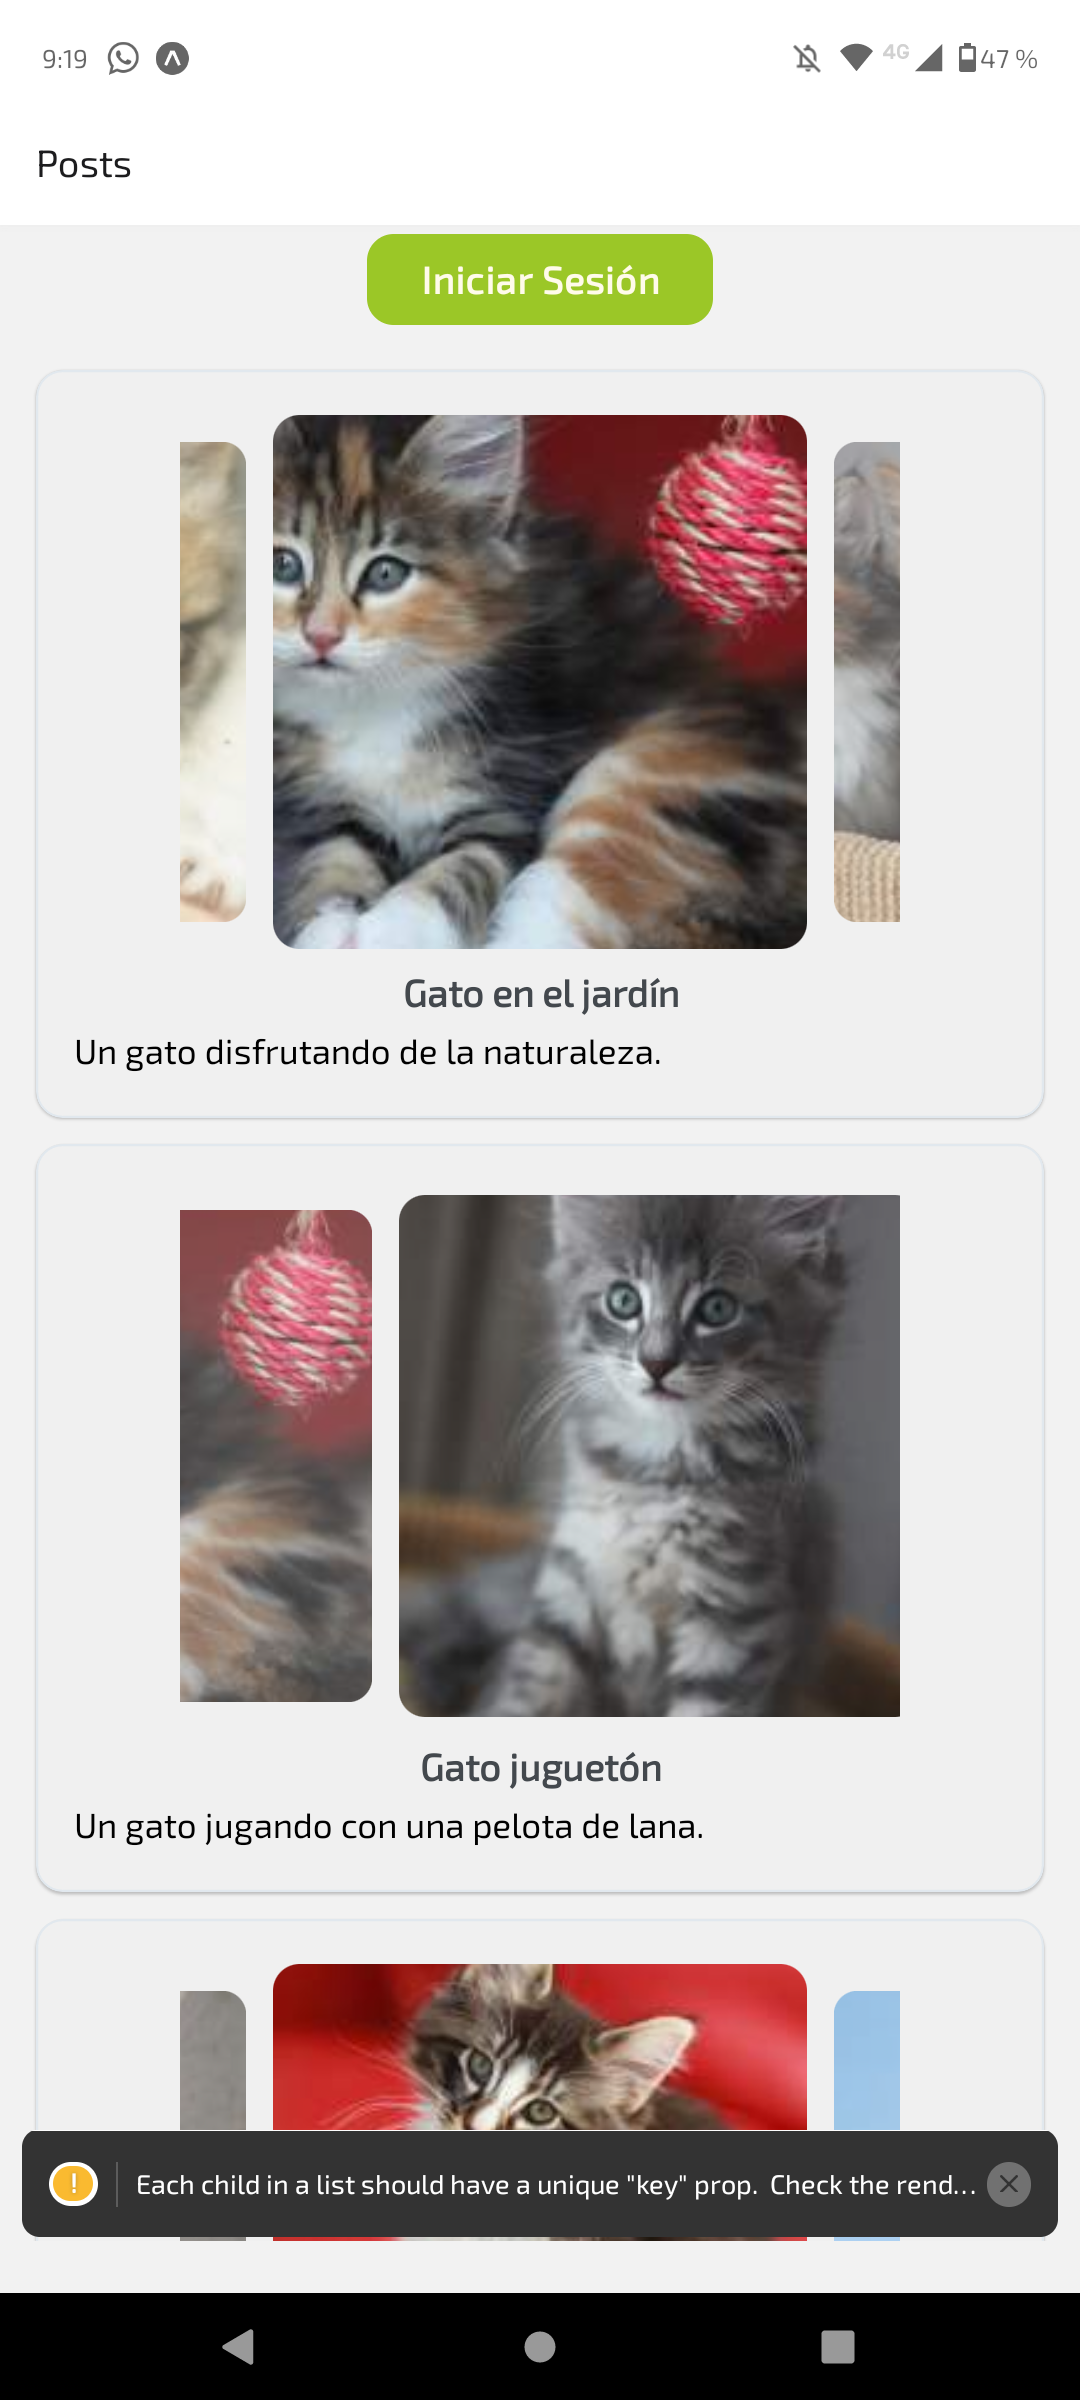 9:19
4G
47 %
Posts
Iniciar Sesión
Gato en el jardín
Un gato disfrutando de la naturaleza.
Gato juguetón
Un gato jugando con una pelota de lana.
! Each child in a list should have a unique "key" prop. Check the rend...